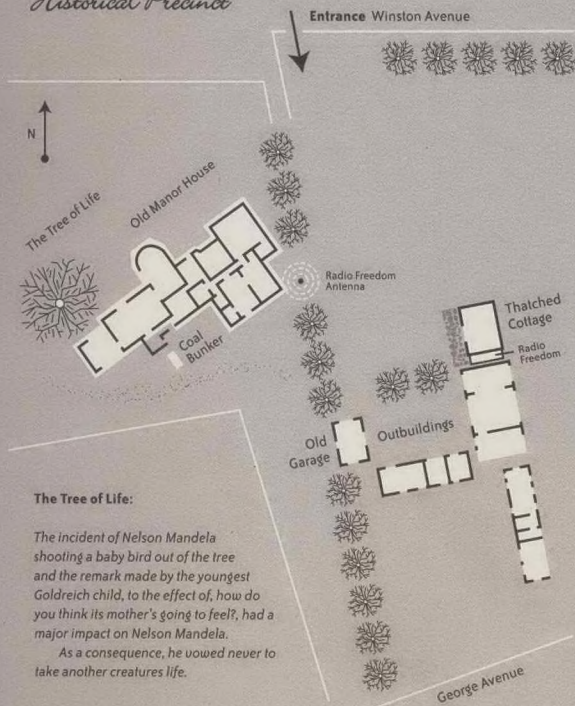 Historical Precinct
Entrance Winston Avenue
N
The Tree of Life
Old Manor House
Radio Freedom
Antenna
Coal
Bunker
Thatched
Cottage
Radio
Freedom
Old
Garage
Outbuildings
The Tree of Life:
The incident of Nelson Mandela
shooting a baby bird out of the tree
and the remark made by the youngest
Goldreich child, to the effect of, how do
you think its mother's going to feel?, had a
major impact on Nelson Mandela.
As a consequence, he vowed never to
take another creatures life.
George Avenue